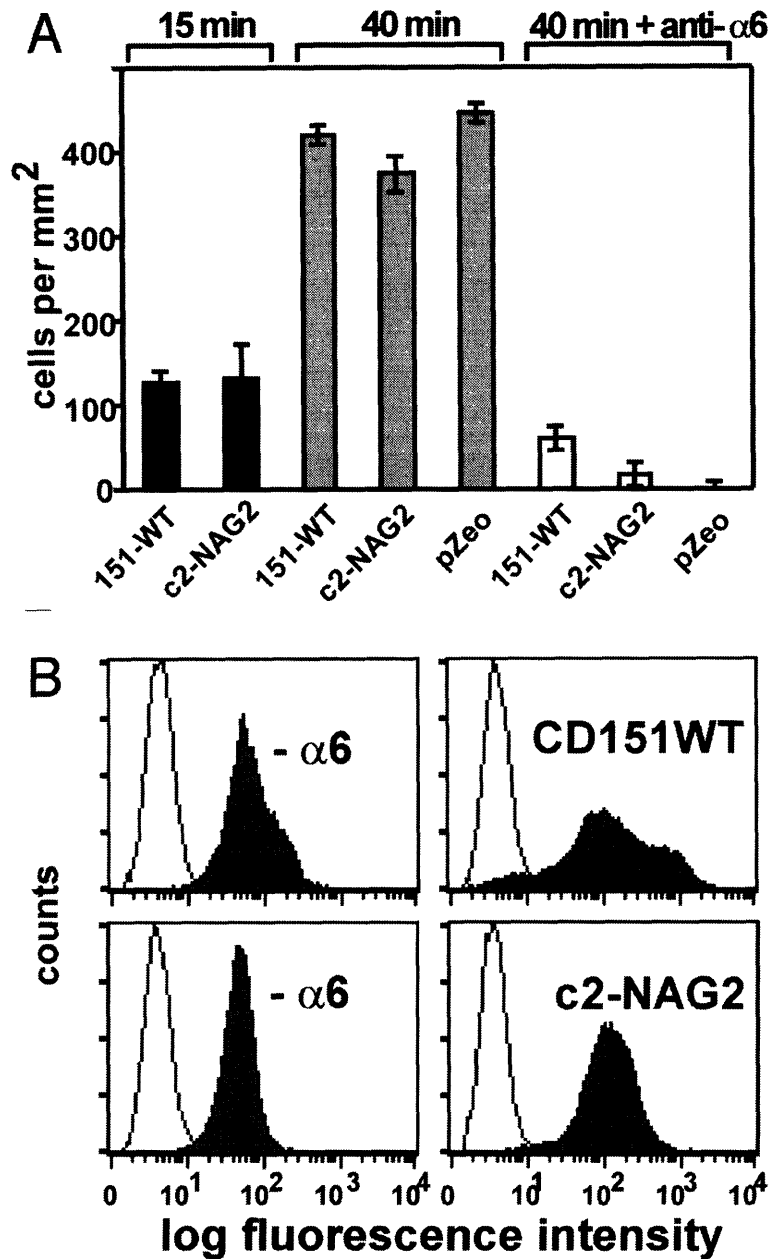 A
15 min 40 min 40 min + anti- α6
cells per mm²
400
300
200
100
0
151-WT c2-NAG2 151-WT c2-NAG2 pZeo 151-WT c2-NAG2 pZeo
B
- α6 CD151WT
- α6 c2-NAG2
counts
0 10¹ 10² 10³ 10⁴ 0 10¹ 10² 10³ 10⁴
log fluorescence intensity